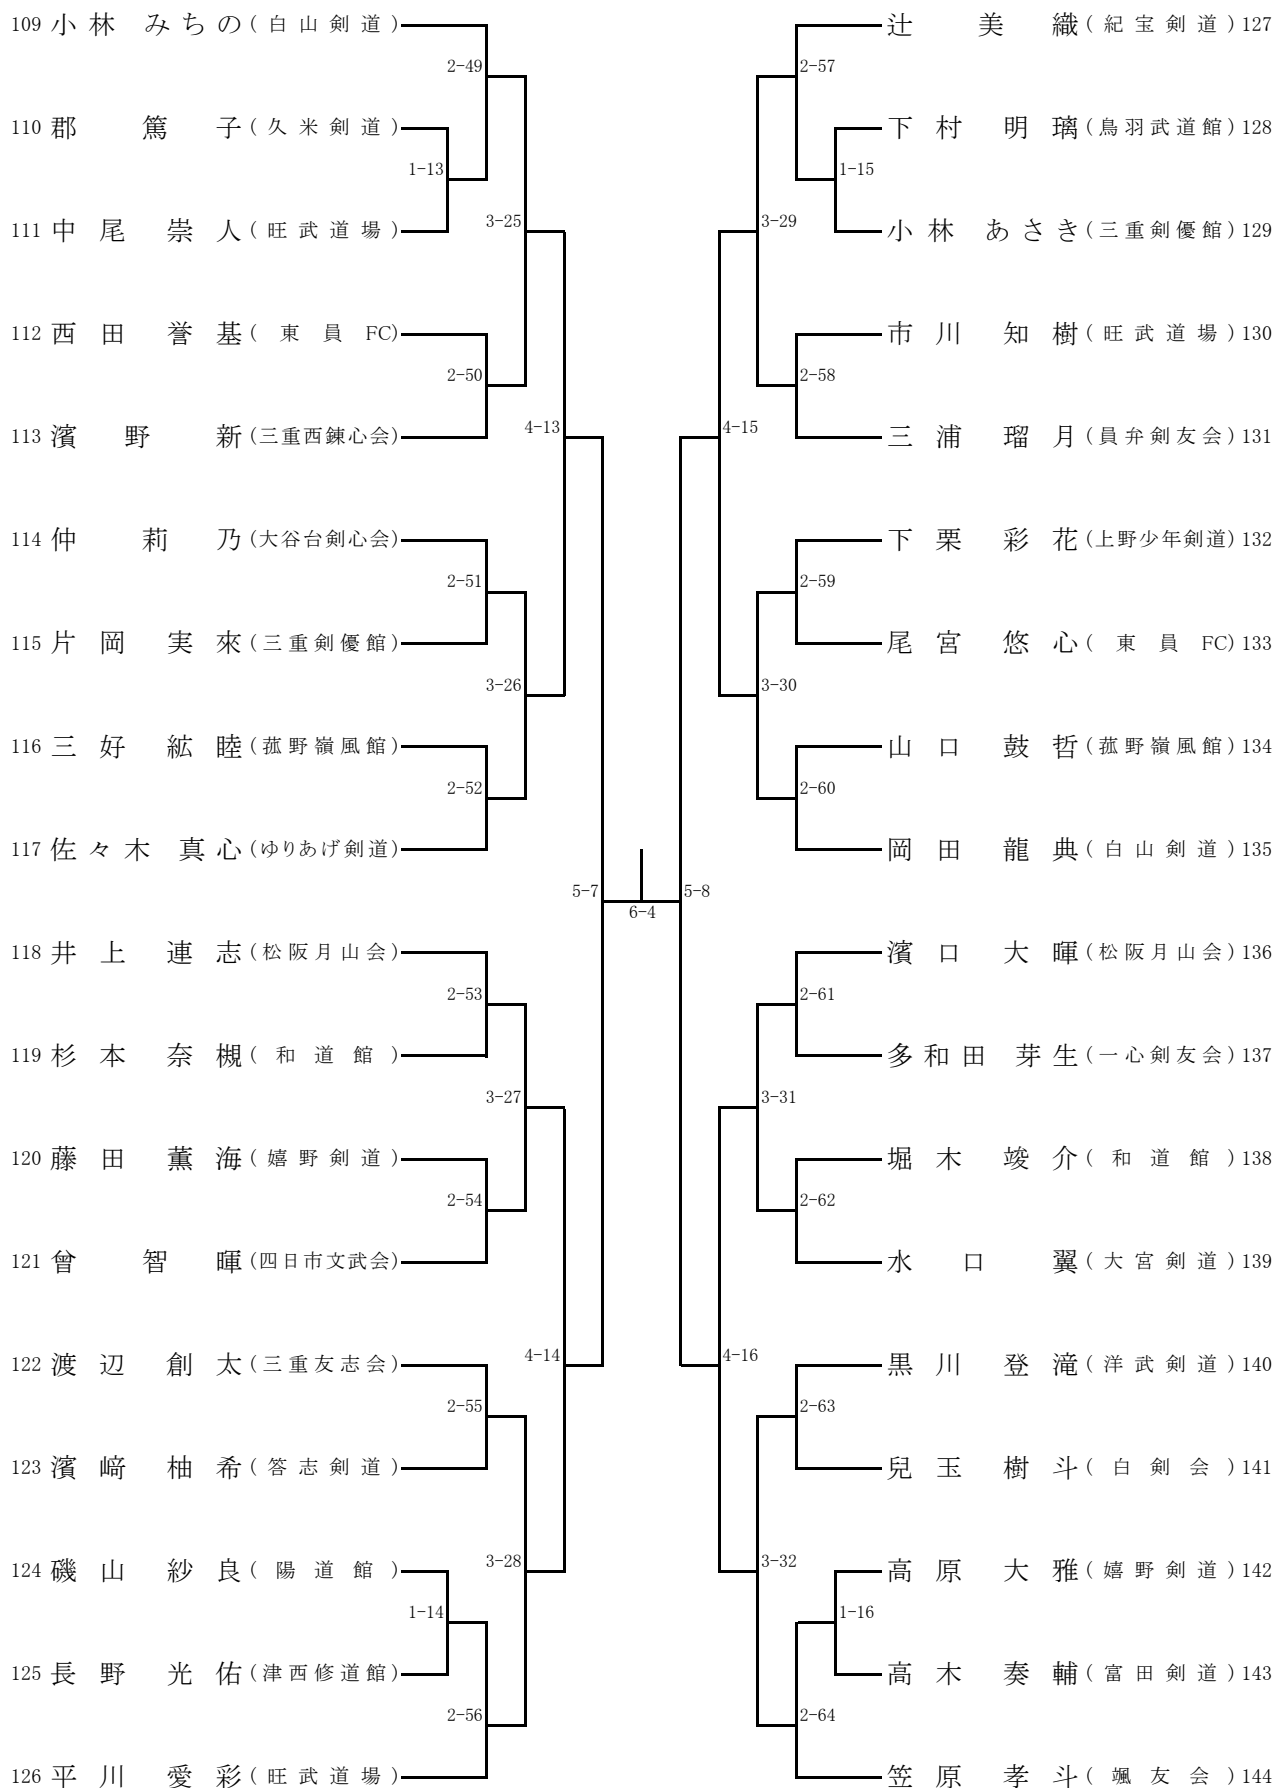 109 小林 みちの (白山剣道)
2-49
110 郡 篤子 (久米剣道)
1-13
111 中尾 崇人 (旺武道場)
3-25
112 西田 誉基 (東員FC)
2-50
113 濱野 新 (三重西錬心会)
4-13
114 仲 莉乃 (大谷台剣心会)
2-51
115 片岡 実來 (三重剣優館)
3-26
116 三好 絋睦 (菰野嶺風館)
2-52
117 佐々木 真心 (ゆりあげ剣道)
5-7
118 井上 連志 (松阪月山会)
2-53
119 杉本 奈槻 (和道館)
3-27
120 藤田 薫海 (嬉野剣道)
2-54
121 曾 智暉 (四日市文武会)
4-14
122 渡辺 創太 (三重友志会)
2-55
123 濱﨑 柚希 (答志剣道)
3-28
124 磯山 紗良 (陽道館)
1-14
125 長野 光佑 (津西修道館)
2-56
126 平川 愛彩 (旺武道場)
6-4
辻 美織 (紀宝剣道) 127
2-57
下村 明璃 (鳥羽武道館) 128
1-15
小林 あさき (三重剣優館) 129
3-29
市川 知樹 (旺武道場) 130
2-58
三浦 瑠月 (員弁剣友会) 131
4-15
下栗 彩花 (上野少年剣道) 132
2-59
尾宮 悠心 (東員FC) 133
3-30
山口 鼓哲 (菰野嶺風館) 134
2-60
岡田 龍典 (白山剣道) 135
5-8
濱口 大暉 (松阪月山会) 136
2-61
多和田 芽生 (一心剣友会) 137
3-31
堀木 竣介 (和道館) 138
2-62
水口 翼 (大宮剣道) 139
4-16
黒川 登滝 (洋武剣道) 140
2-63
兒玉 樹斗 (白剣会) 141
3-32
高原 大雅 (嬉野剣道) 142
1-16
高木 奏輔 (富田剣道) 143
2-64
笠原 孝斗 (颯友会) 144